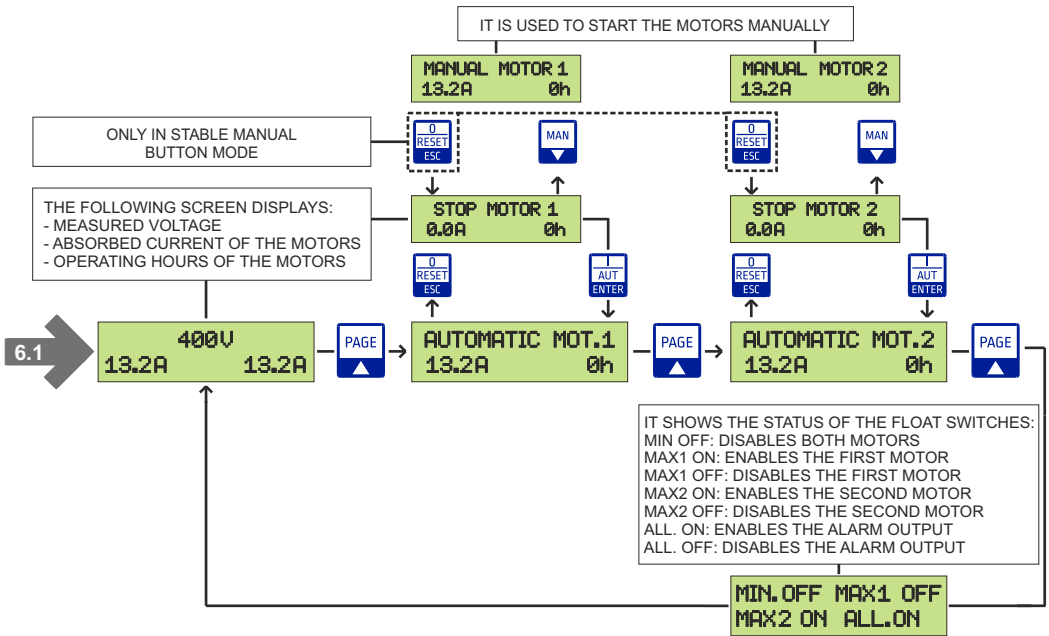 IT IS USED TO START THE MOTORS MANUALLY
MANUAL MOTOR 1
13.2A 0h
MANUAL MOTOR 2
13.2A 0h
ONLY IN STABLE MANUAL
BUTTON MODE
0
RESET
ESC
MAN
0
RESET
ESC
MAN
THE FOLLOWING SCREEN DISPLAYS:
- MEASURED VOLTAGE
- ABSORBED CURRENT OF THE MOTORS
- OPERATING HOURS OF THE MOTORS
STOP MOTOR 1
0.0A 0h
STOP MOTOR 2
0.0A 0h
0
RESET
ESC
I
AUT
ENTER
0
RESET
ESC
I
AUT
ENTER
6.1
400V
13.2A 13.2A
PAGE
AUTOMATIC MOT.1
13.2A 0h
PAGE
AUTOMATIC MOT.2
13.2A 0h
PAGE
IT SHOWS THE STATUS OF THE FLOAT SWITCHES:
MIN OFF: DISABLES BOTH MOTORS
MAX1 ON: ENABLES THE FIRST MOTOR
MAX1 OFF: DISABLES THE FIRST MOTOR
MAX2 ON: ENABLES THE SECOND MOTOR
MAX2 OFF: DISABLES THE SECOND MOTOR
ALL. ON: ENABLES THE ALARM OUTPUT
ALL. OFF: DISABLES THE ALARM OUTPUT
MIN.OFF MAX1 OFF
MAX2 ON ALL.ON